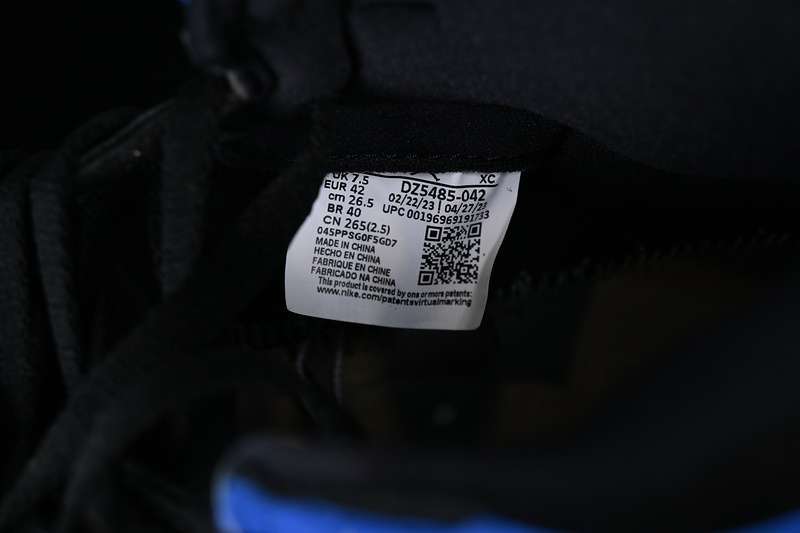 UK 7.5
EUR 42
cm 26.5
BR 40
CN 265(2.5)
XC
DZ5485-042
02/22/23 | 04/27/23
UPC 00196969191733
045PPSG0F5GD7
MADE IN CHINA
HECHO EN CHINA
FABRIQUE EN CHINE
FABRICADO NA CHINA
This product is covered by one or more patents:
www.nike.com/patentsvirtualmarking